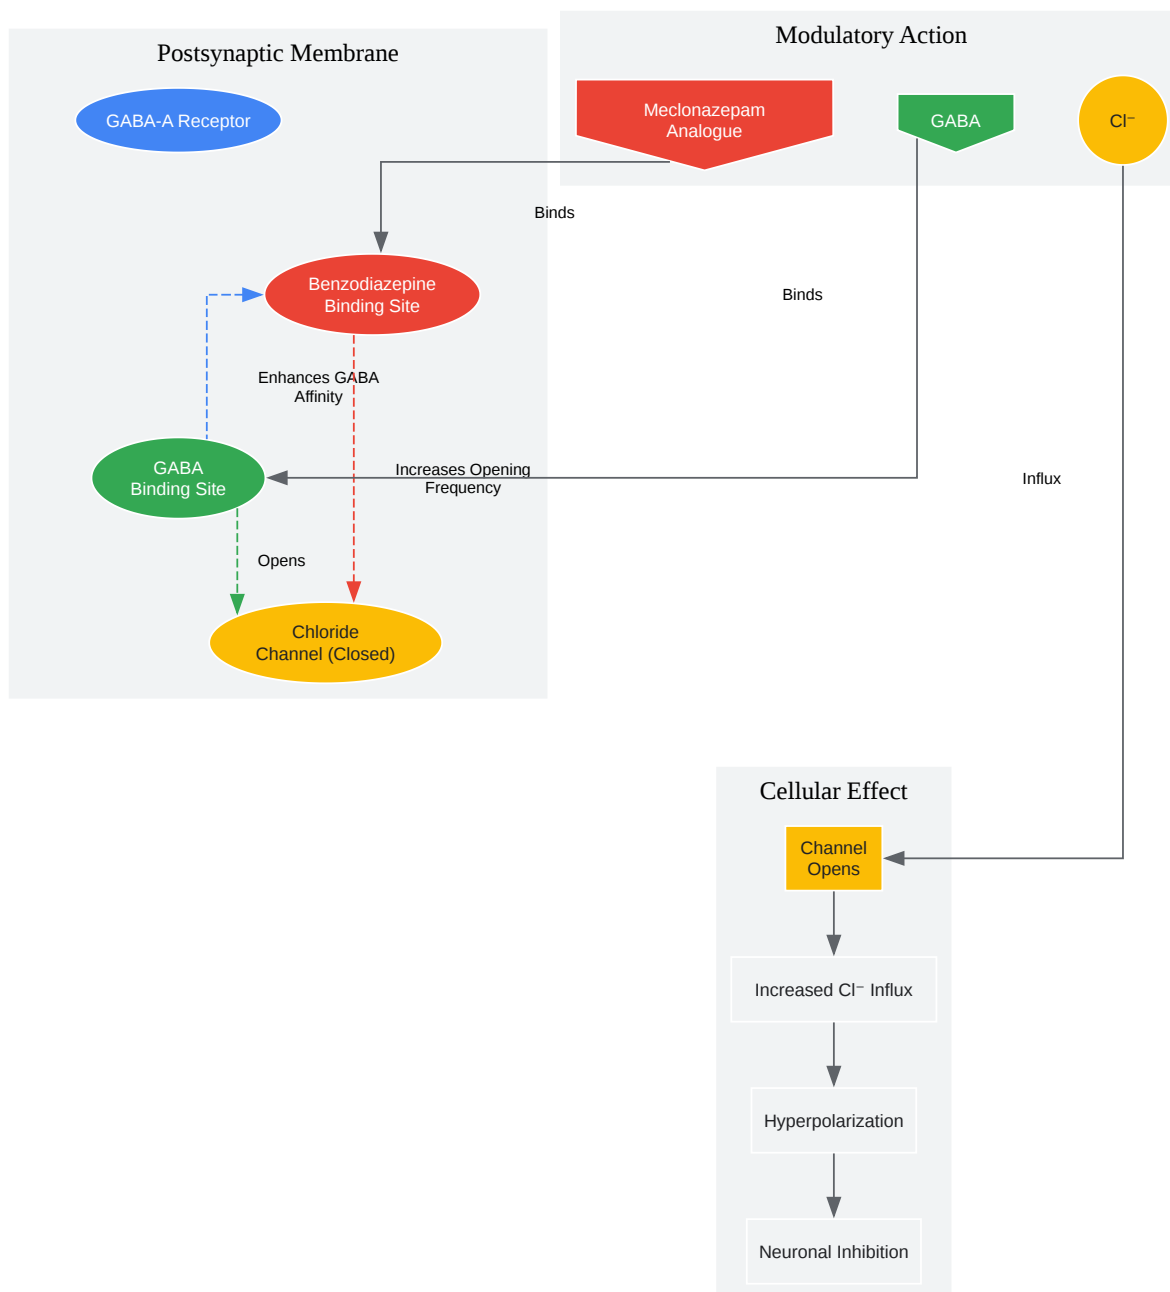 Postsynaptic Membrane
Modulatory Action
GABA-A Receptor
Meclonazepam
Analogue
GABA
Cl⁻
Binds
Benzodiazepine
Binding Site
Binds
Enhances GABA
Affinity
GABA
Binding Site
Increases Opening
Frequency
Influx
Opens
Chloride
Channel (Closed)
Cellular Effect
Channel
Opens
Increased Cl⁻ Influx
Hyperpolarization
Neuronal Inhibition